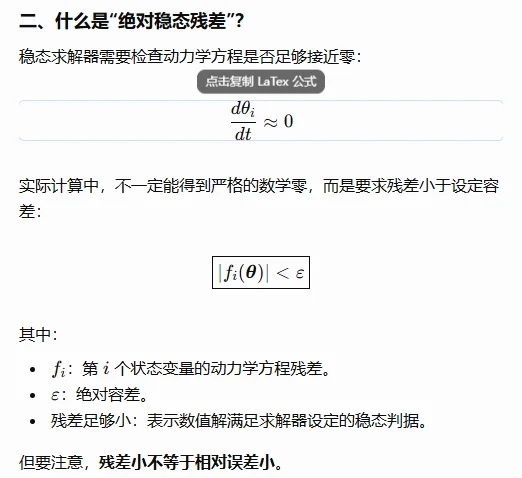 二、什么是“绝对稳态残差”？
稳态求解器需要检查动力学方程是否足够接近零：
点击复制 LaTex 公式
dθᵢ/dt ≈ 0
实际计算中，不一定能得到严格的数学零，而是要求残差小于设定容
差：
|fᵢ(θ)| < ε
其中：
• fᵢ：第 i 个状态变量的动力学方程残差。
• ε：绝对容差。
• 残差足够小：表示数值解满足求解器设定的稳态判据。
但要注意，残差小不等于相对误差小。